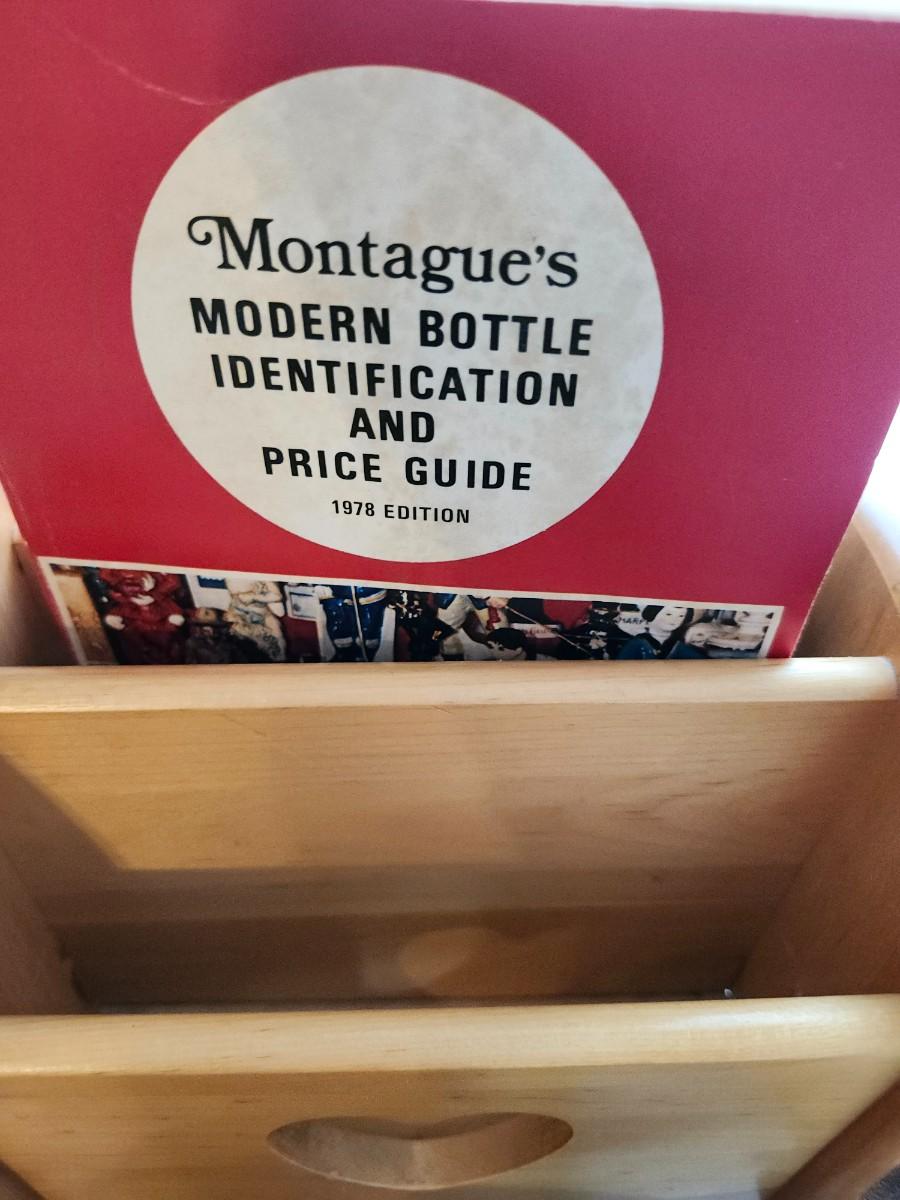 Montague's
MODERN BOTTLE
IDENTIFICATION
AND
PRICE GUIDE
1978 EDITION